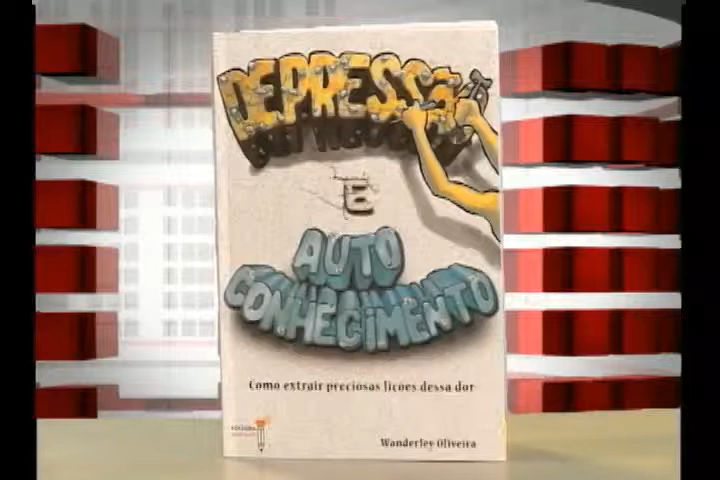 DEPRESSÃO
E
AUTO
CONHECIMENTO
Como extrair preciosas lições dessa dor
Wanderley Oliveira